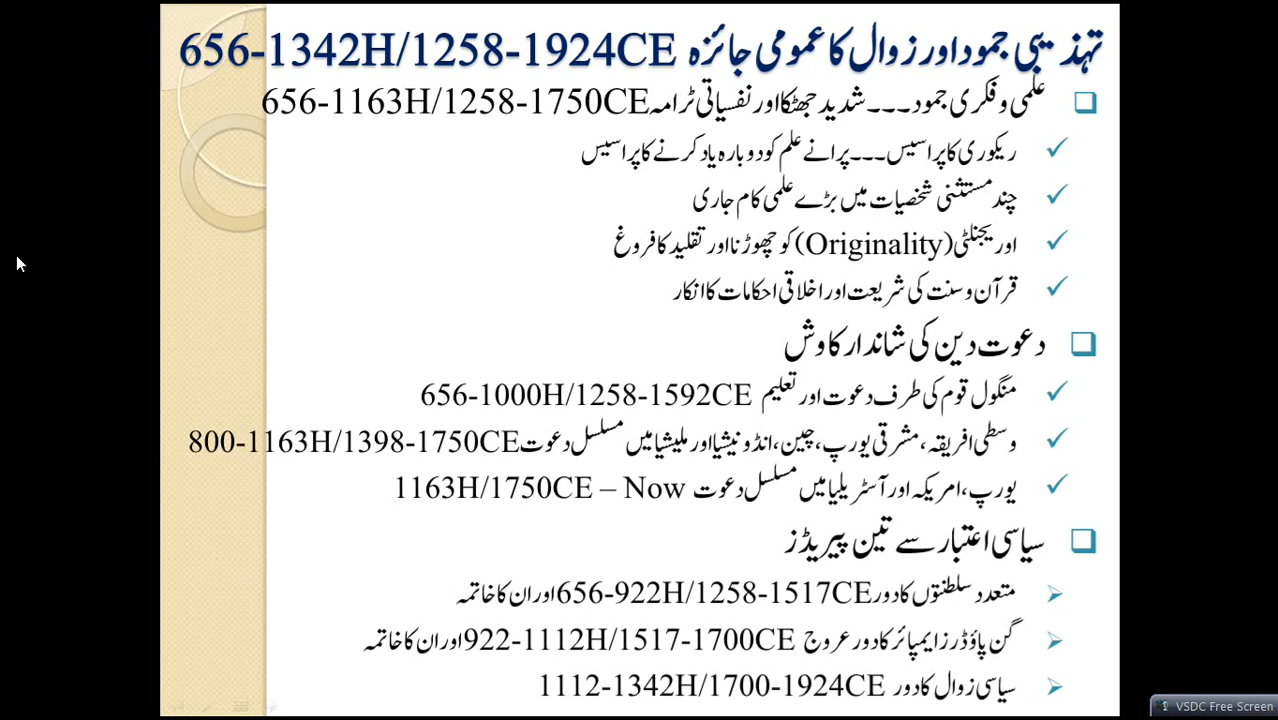 تہذیبی جمود اور زوال کا عمومی جائزہ 656-1342H/1258-1924CE
علمی و فکری جمود۔۔۔شدید جھٹکا اور نفسیاتی ٹرامہ 656-1163H/1258-1750CE
ریکوری کا پراسیس۔۔۔پرانے علم کو دوبارہ یاد کرنے کا پراسیس
چند مستثنی شخصیات میں بڑے علمی کام جاری
اوریجنلٹی (Originality) کو چھوڑنا اور تقلید کا فروغ
قرآن و سنت کی شریعت اور اخلاقی احکامات کا انکار
دعوت دین کی شاندار کاوش
منگول قوم کی طرف دعوت اور تعلیم 656-1000H/1258-1592CE
وسطی افریقہ، مشرقی یورپ، چین، انڈونیشیا اور ملیشیا میں مسلسل دعوت 800-1163H/1398-1750CE
یورپ، امریکہ اور آسٹریلیا میں مسلسل دعوت 1163H/1750CE – Now
سیاسی اعتبار سے تین پیریڈز
متعدد سلطنتوں کا دور 656-922H/1258-1517CE اور ان کا خاتمہ
گن پاؤڈرز ایمپائر کا دور عروج 922-1112H/1517-1700CE اور ان کا خاتمہ
سیاسی زوال کا دور 1112-1342H/1700-1924CE
VSDC Free Screen